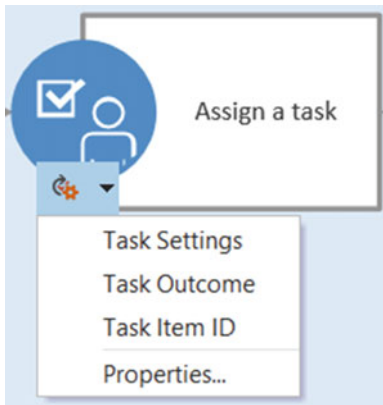 Assign a task
Task Settings
Task Outcome
Task Item ID
Properties...